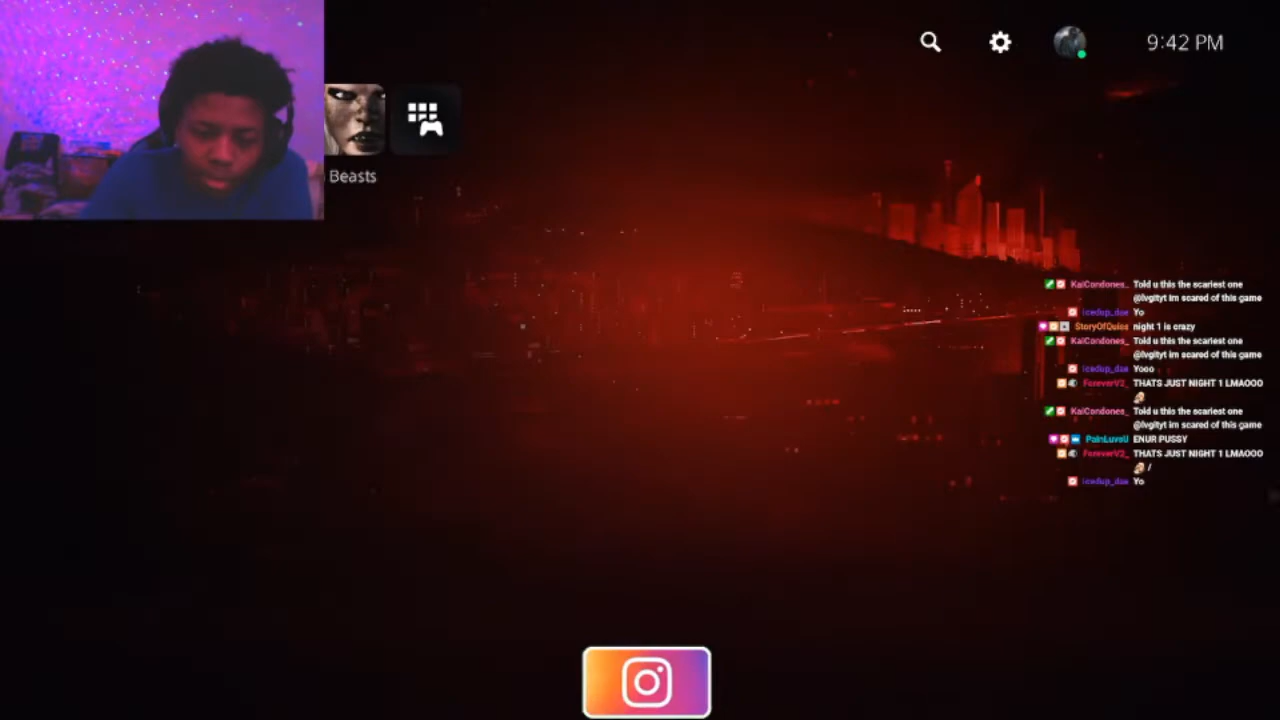 9:42 PM
Beasts
KaiCondones_ Told u this the scariest one
@lvgityt im scared of this game
icedup_dae Yo
StoryOfQuiss night 1 is crazy
KaiCondones_ Told u this the scariest one
@lvgityt im scared of this game
icedup_dae Yooo
ForeverV2_ THATS JUST NIGHT 1 LMAOOO
KaiCondones_ Told u this the scariest one
@lvgityt im scared of this game
PainLuvsU ENUR PUSSY
ForeverV2_ THATS JUST NIGHT 1 LMAOOO
/
icedup_dae Yo